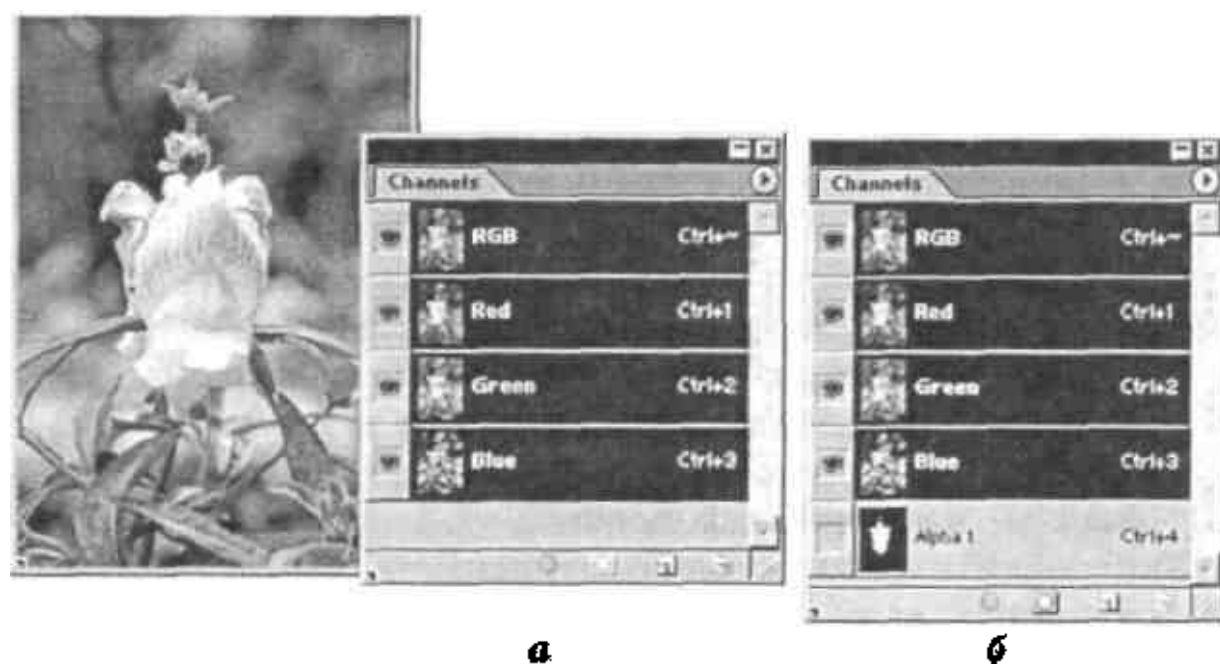 Channels
RGB Ctrl+~
Red Ctrl+1
Green Ctrl+2
Blue Ctrl+3
Channels
RGB Ctrl+~
Red Ctrl+1
Green Ctrl+2
Blue Ctrl+3
Alpha 1 Ctrl+4
а
б